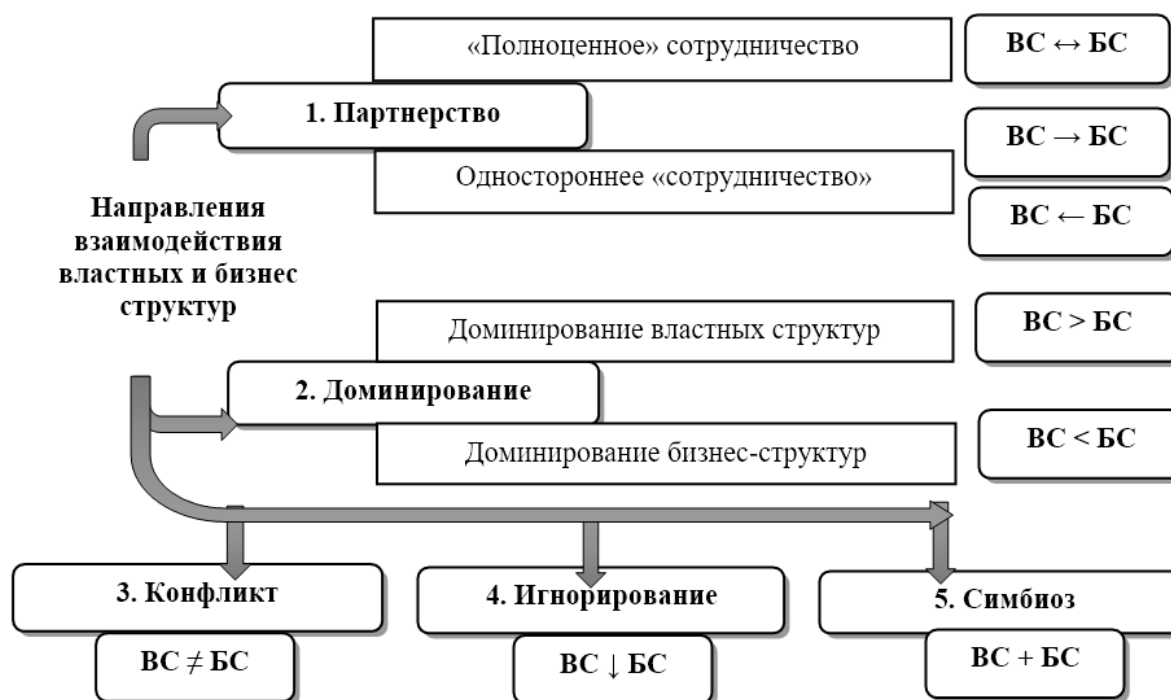 «Полноценное» сотрудничество
ВС ↔ БС
1. Партнерство
ВС → БС
Одностороннее «сотрудничество»
ВС ← БС
Направления
взаимодействия
властных и бизнес
структур
Доминирование властных структур
ВС > БС
2. Доминирование
Доминирование бизнес-структур
ВС < БС
3. Конфликт
ВС ≠ БС
4. Игнорирование
ВС ↓ БС
5. Симбиоз
ВС + БС